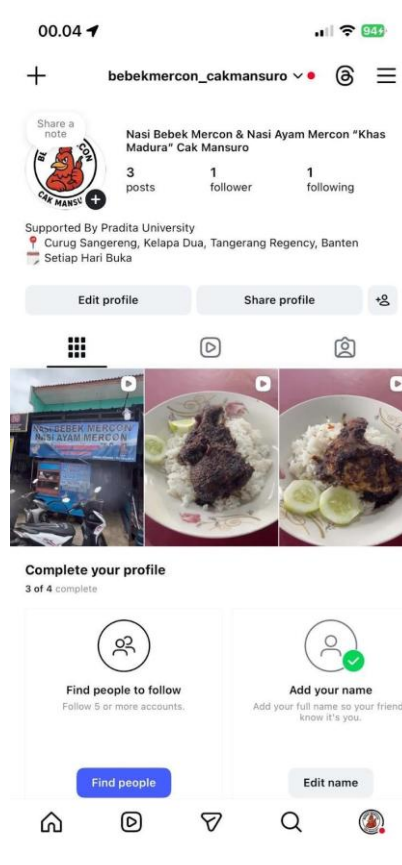 00.04
94
bebekmercon_cakmansuro
Share a
note
Nasi Bebek Mercon & Nasi Ayam Mercon “Khas
Madura” Cak Mansuro
CAK MANSU
3
1
1
posts
follower
following
Supported By Pradita University
Curug Sangereng, Kelapa Dua, Tangerang Regency, Banten
Setiap Hari Buka
Edit profile
Share profile
NASI BEBEK MERCON
NASI AYAM MERCON
Complete your profile
3 of 4 complete
Find people to follow
Follow 5 or more accounts.
Find people
Add your name
Add your full name so your friend
know it's you.
Edit name